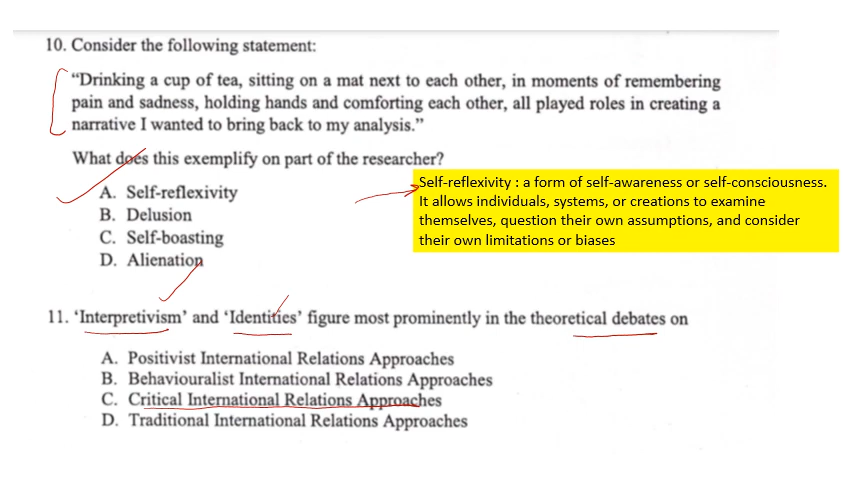 10. Consider the following statement:
“Drinking a cup of tea, sitting on a mat next to each other, in moments of remembering
pain and sadness, holding hands and comforting each other, all played roles in creating a
narrative I wanted to bring back to my analysis.”
What does this exemplify on part of the researcher?
A. Self-reflexivity
B. Delusion
C. Self-boasting
D. Alienation
Self-reflexivity : a form of self-awareness or self-consciousness.
It allows individuals, systems, or creations to examine
themselves, question their own assumptions, and consider
their own limitations or biases
11. ‘Interpretivism’ and ‘Identities’ figure most prominently in the theoretical debates on
A. Positivist International Relations Approaches
B. Behaviouralist International Relations Approaches
C. Critical International Relations Approaches
D. Traditional International Relations Approaches